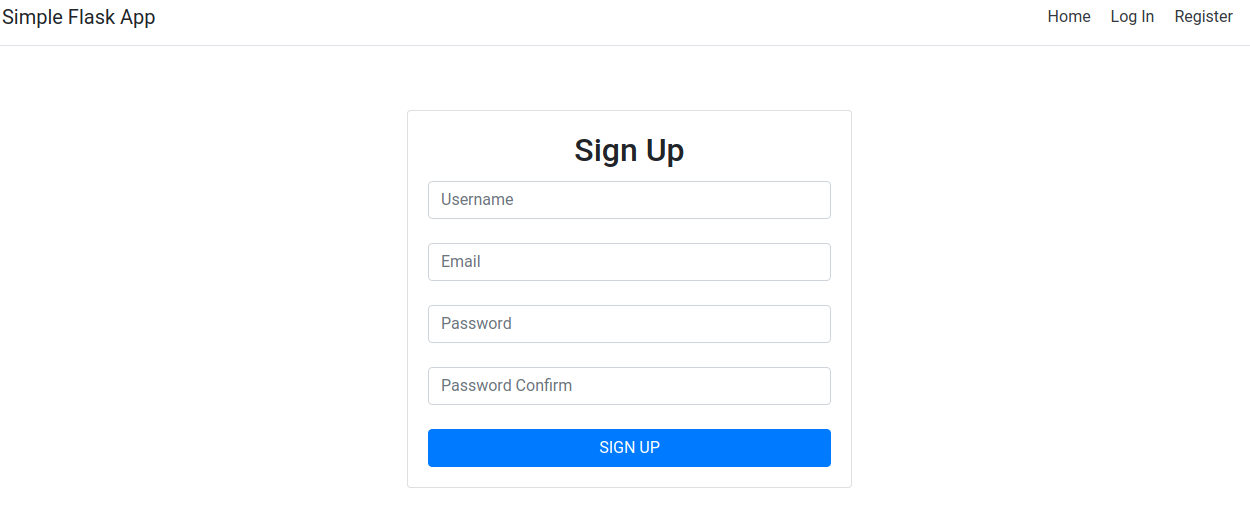 Simple Flask App
Home Log In Register
Sign Up
Username
Email
Password
Password Confirm
SIGN UP